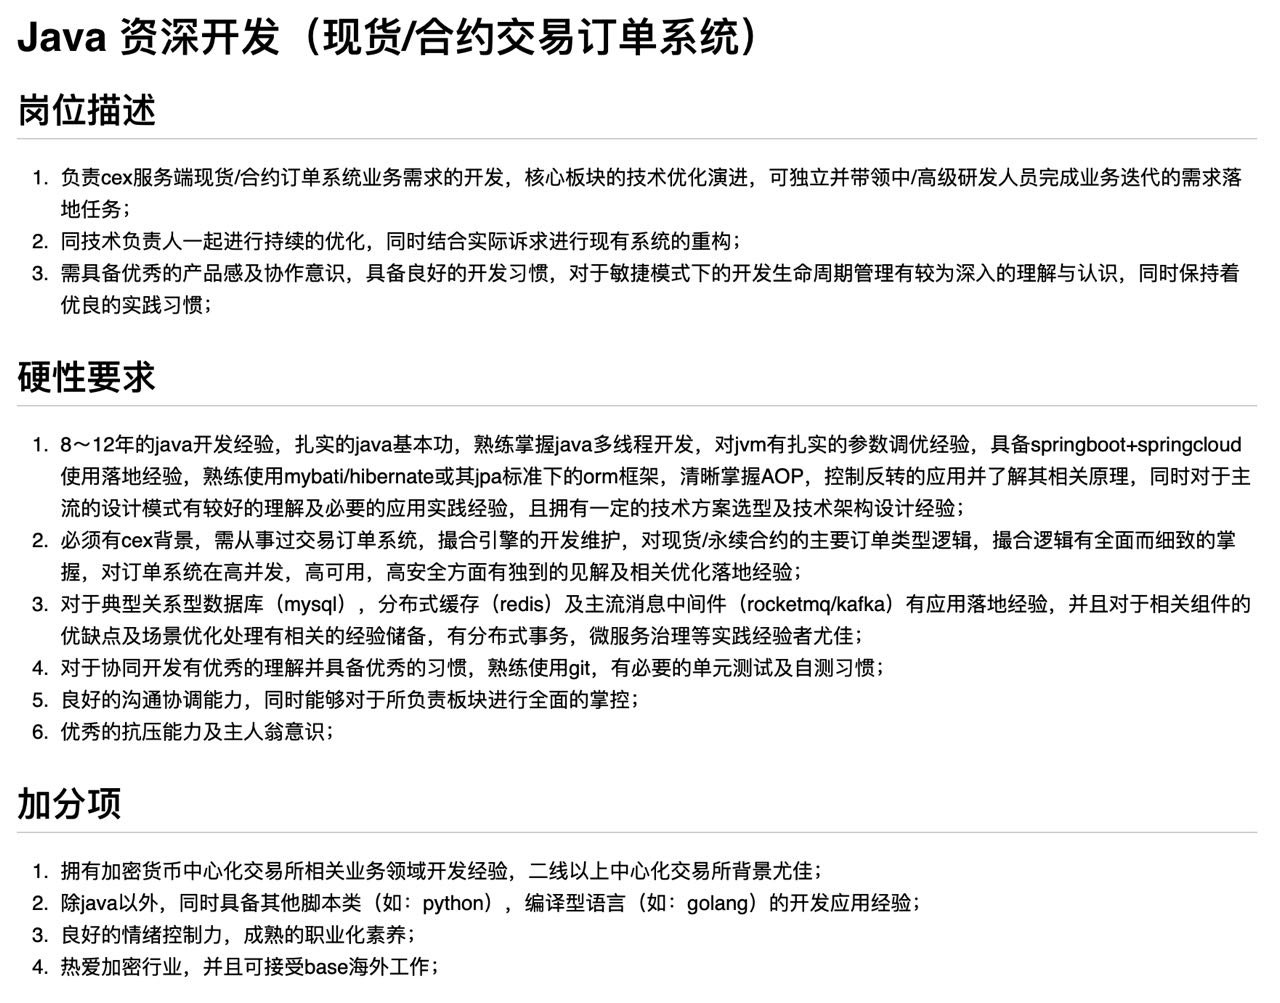 Java 资深开发（现货/合约交易订单系统）
岗位描述
1. 负责cex服务端现货/合约订单系统业务需求的开发，核心板块的技术优化演进，可独立并带领中/高级研发人员完成业务迭代的需求落
地任务；
2. 同技术负责人一起进行持续的优化，同时结合实际诉求进行现有系统的重构；
3. 需具备优秀的产品感及协作意识，具备良好的开发习惯，对于敏捷模式下的开发生命周期管理有较为深入的理解与认识，同时保持着
优良的实践习惯；
硬性要求
1. 8～12年的java开发经验，扎实的java基本功，熟练掌握java多线程开发，对jvm有扎实的参数调优经验，具备springboot+springcloud
使用落地经验，熟练使用mybati/hibernate或其jpa标准下的orm框架，清晰掌握AOP，控制反转的应用并了解其相关原理，同时对于主
流的设计模式有较好的理解及必要的应用实践经验，且拥有一定的技术方案选型及技术架构设计经验；
2. 必须有cex背景，需从事过交易订单系统，撮合引擎的开发维护，对现货/永续合约的主要订单类型逻辑，撮合逻辑有全面而细致的掌
握，对订单系统在高并发，高可用，高安全方面有独到的见解及相关优化落地经验；
3. 对于典型关系型数据库（mysql），分布式缓存（redis）及主流消息中间件（rocketmq/kafka）有应用落地经验，并且对于相关组件的
优缺点及场景优化处理有相关的经验储备，有分布式事务，微服务治理等实践经验者尤佳；
4. 对于协同开发有优秀的理解并具备优秀的习惯，熟练使用git，有必要的单元测试及自测习惯；
5. 良好的沟通协调能力，同时能够对于所负责板块进行全面的掌控；
6. 优秀的抗压能力及主人翁意识；
加分项
1. 拥有加密货币中心化交易所相关业务领域开发经验，二线以上中心化交易所背景尤佳；
2. 除java以外，同时具备其他脚本类（如：python），编译型语言（如：golang）的开发应用经验；
3. 良好的情绪控制力，成熟的职业化素养；
4. 热爱加密行业，并且可接受base海外工作；